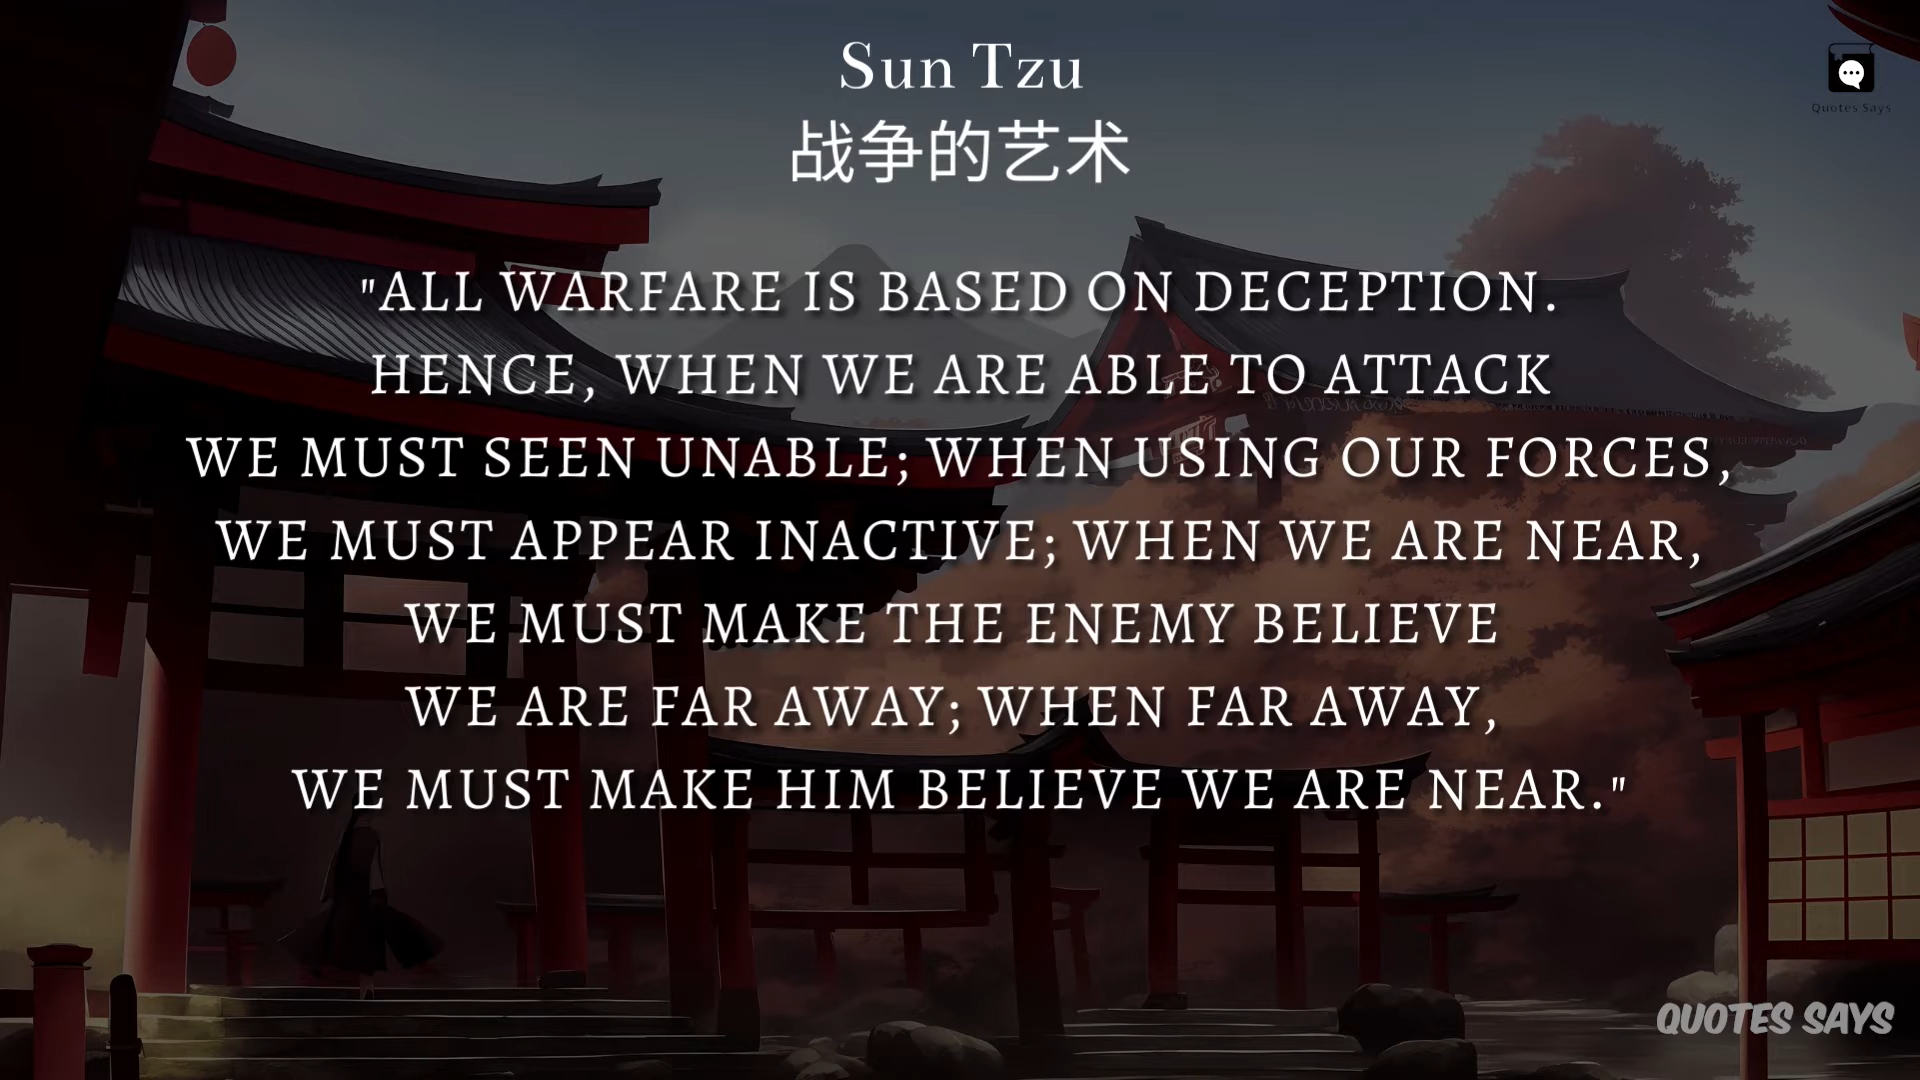 Sun Tzu
战争的艺术
Quotes Says
"ALL WARFARE IS BASED ON DECEPTION.
HENCE, WHEN WE ARE ABLE TO ATTACK
WE MUST SEEN UNABLE; WHEN USING OUR FORCES,
WE MUST APPEAR INACTIVE; WHEN WE ARE NEAR,
WE MUST MAKE THE ENEMY BELIEVE
WE ARE FAR AWAY; WHEN FAR AWAY,
WE MUST MAKE HIM BELIEVE WE ARE NEAR."
QUOTES SAYS